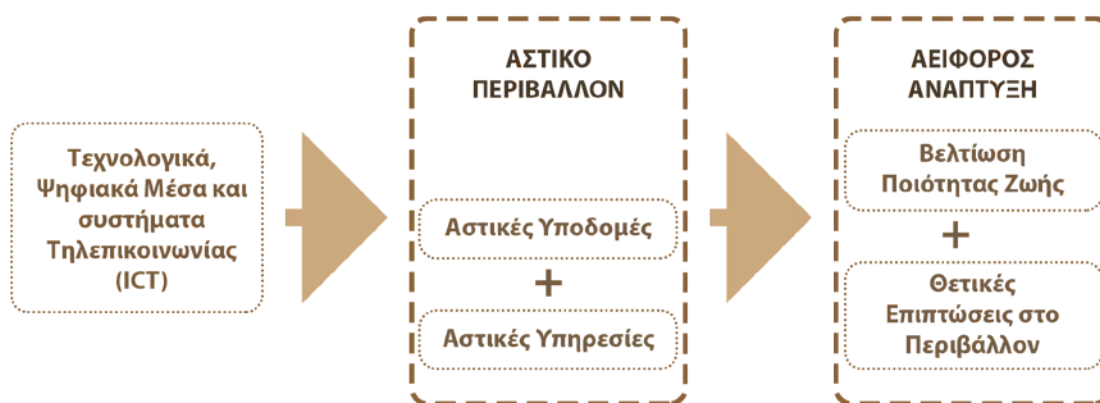 Τεχνολογικά,
Ψηφιακά Μέσα και
συστήματα
Τηλεπικοινωνίας
(ICT)
ΑΣΤΙΚΟ
ΠΕΡΙΒΑΛΛΟΝ
Αστικές Υποδομές
+
Αστικές Υπηρεσίες
ΑΕΙΦΟΡΟΣ
ΑΝΑΠΤΥΞΗ
Βελτίωση
Ποιότητας Ζωής
+
Θετικές
Επιπτώσεις στο
Περιβάλλον